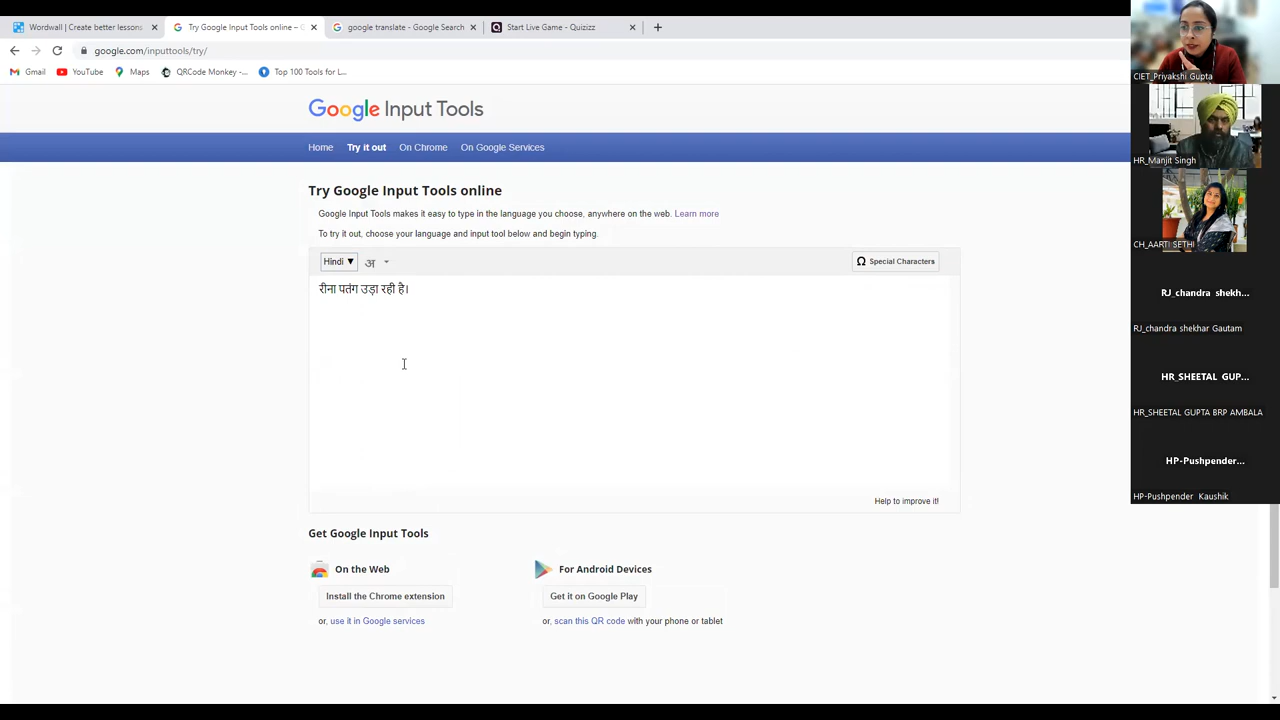 Wordwall | Create better lessons
Try Google Input Tools online – G
google translate - Google Search
Start Live Game - Quizizz
google.com/inputtools/try/
Gmail
YouTube
Maps
QRCode Monkey -...
Top 100 Tools for L...
Google Input Tools
Home
Try it out
On Chrome
On Google Services
Try Google Input Tools online
Google Input Tools makes it easy to type in the language you choose, anywhere on the web. Learn more
To try it out, choose your language and input tool below and begin typing.
Hindi ▼
अ
Ω Special Characters
रीना पतंग उड़ा रही है।
Help to improve it!
Get Google Input Tools
On the Web
For Android Devices
Install the Chrome extension
Get it on Google Play
or, use it in Google services
or, scan this QR code with your phone or tablet
CIET_Priyakshi Gupta
HR_Manjit Singh
CH_AARTI SETHI
RJ_chandra shekh...
RJ_chandra shekhar Gautam
HR_SHEETAL GUP...
HR_SHEETAL GUPTA BRP AMBALA
HP-Pushpender...
HP-Pushpender Kaushik